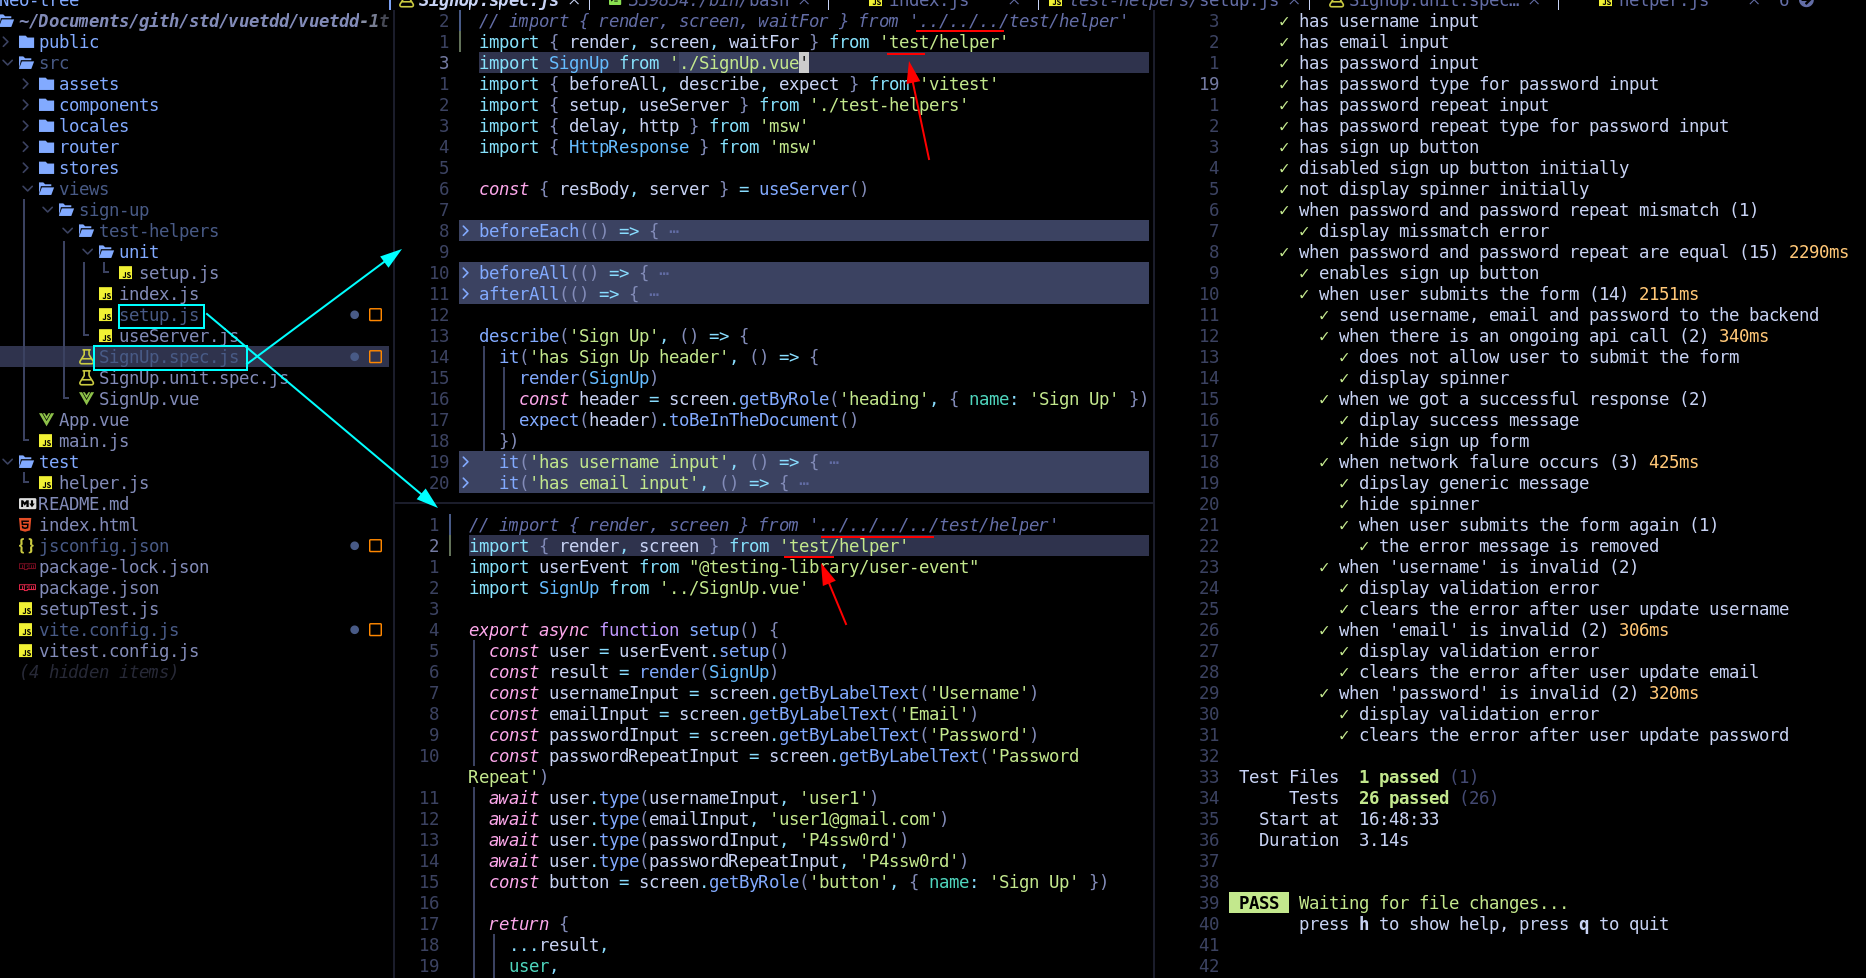 Neo-tree
~/Documents/gith/std/vuetdd/vuetdd-1t
public
src
assets
components
locales
router
stores
views
sign-up
test-helpers
unit
setup.js
index.js
setup.js
useServer.js
SignUp.spec.js
SignUp.unit.spec.js
SignUp.vue
App.vue
main.js
test
helper.js
README.md
index.html
jsconfig.json
package-lock.json
package.json
setupTest.js
vite.config.js
vitest.config.js
(4 hidden items)
SignUp.spec.js × 339834:/bin/bash × index.js × test-helpers/setup.js × SignUp.unit.spec… × helper.js × 6
2 // import { render, screen, waitFor } from '../../../test/helper'
1 import { render, screen, waitFor } from 'test/helper'
3 import SignUp from './SignUp.vue'
1 import { beforeAll, describe, expect } from 'vitest'
2 import { setup, useServer } from './test-helpers'
3 import { delay, http } from 'msw'
4 import { HttpResponse } from 'msw'
5
6 const { resBody, server } = useServer()
7
8 > beforeEach(() => { ⋯
9
10 > beforeAll(() => { ⋯
11 > afterAll(() => { ⋯
12
13 describe('Sign Up', () => {
14 it('has Sign Up header', () => {
15 render(SignUp)
16 const header = screen.getByRole('heading', { name: 'Sign Up' })
17 expect(header).toBeInTheDocument()
18 })
19 > it('has username input', () => { ⋯
20 > it('has email input', () => { ⋯
1 // import { render, screen } from '../../../../test/helper'
2 import { render, screen } from 'test/helper'
1 import userEvent from "@testing-library/user-event"
2 import SignUp from '../SignUp.vue'
3
4 export async function setup() {
5 const user = userEvent.setup()
6 const result = render(SignUp)
7 const usernameInput = screen.getByLabelText('Username')
8 const emailInput = screen.getByLabelText('Email')
9 const passwordInput = screen.getByLabelText('Password')
10 const passwordRepeatInput = screen.getByLabelText('Password
Repeat')
11 await user.type(usernameInput, 'user1')
12 await user.type(emailInput, 'user1@gmail.com')
13 await user.type(passwordInput, 'P4ssw0rd')
14 await user.type(passwordRepeatInput, 'P4ssw0rd')
15 const button = screen.getByRole('button', { name: 'Sign Up' })
16
17 return {
18 ...result,
19 user,
3 ✓ has username input
2 ✓ has email input
1 ✓ has password input
19 ✓ has password type for password input
1 ✓ has password repeat input
2 ✓ has password repeat type for password input
3 ✓ has sign up button
4 ✓ disabled sign up button initially
5 ✓ not display spinner initially
6 ✓ when password and password repeat mismatch (1)
7 ✓ display missmatch error
8 ✓ when password and password repeat are equal (15) 2290ms
9 ✓ enables sign up button
10 ✓ when user submits the form (14) 2151ms
11 ✓ send username, email and password to the backend
12 ✓ when there is an ongoing api call (2) 340ms
13 ✓ does not allow user to submit the form
14 ✓ display spinner
15 ✓ when we got a successful response (2)
16 ✓ diplay success message
17 ✓ hide sign up form
18 ✓ when network falure occurs (3) 425ms
19 ✓ dipslay generic message
20 ✓ hide spinner
21 ✓ when user submits the form again (1)
22 ✓ the error message is removed
23 ✓ when 'username' is invalid (2)
24 ✓ display validation error
25 ✓ clears the error after user update username
26 ✓ when 'email' is invalid (2) 306ms
27 ✓ display validation error
28 ✓ clears the error after user update email
29 ✓ when 'password' is invalid (2) 320ms
30 ✓ display validation error
31 ✓ clears the error after user update password
32
33 Test Files 1 passed (1)
34 Tests 26 passed (26)
35 Start at 16:48:33
36 Duration 3.14s
37
38
39 PASS Waiting for file changes...
40 press h to show help, press q to quit
41
42